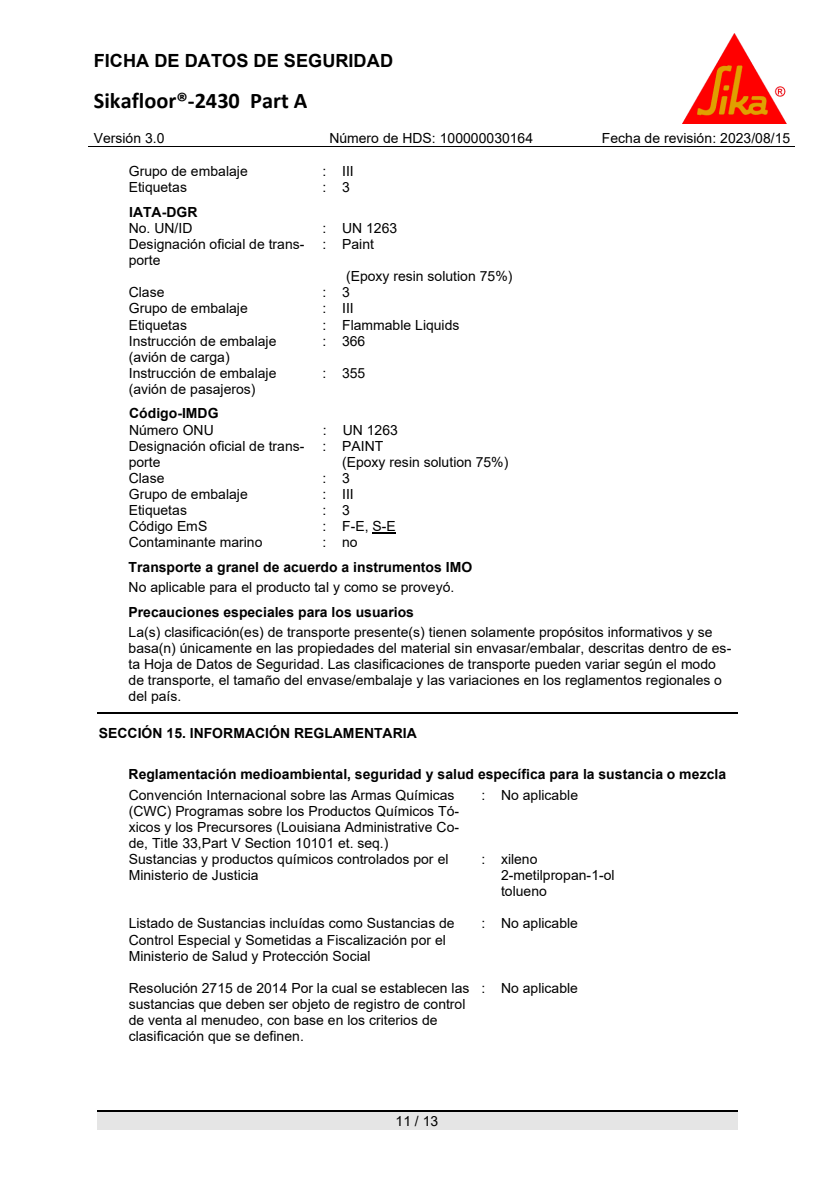 FICHA DE DATOS DE SEGURIDAD
Sikafloor®-2430 Part A
Sika®
Versión 3.0 Número de HDS: 100000030164 Fecha de revisión: 2023/08/15
Grupo de embalaje : III
Etiquetas : 3
IATA-DGR
No. UN/ID : UN 1263
Designación oficial de trans- : Paint
porte
(Epoxy resin solution 75%)
Clase : 3
Grupo de embalaje : III
Etiquetas : Flammable Liquids
Instrucción de embalaje : 366
(avión de carga)
Instrucción de embalaje : 355
(avión de pasajeros)
Código-IMDG
Número ONU : UN 1263
Designación oficial de trans- : PAINT
porte (Epoxy resin solution 75%)
Clase : 3
Grupo de embalaje : III
Etiquetas : 3
Código EmS : F-E, S-E
Contaminante marino : no
Transporte a granel de acuerdo a instrumentos IMO
No aplicable para el producto tal y como se proveyó.
Precauciones especiales para los usuarios
La(s) clasificación(es) de transporte presente(s) tienen solamente propósitos informativos y se
basa(n) únicamente en las propiedades del material sin envasar/embalar, descritas dentro de es-
ta Hoja de Datos de Seguridad. Las clasificaciones de transporte pueden variar según el modo
de transporte, el tamaño del envase/embalaje y las variaciones en los reglamentos regionales o
del país.
SECCIÓN 15. INFORMACIÓN REGLAMENTARIA
Reglamentación medioambiental, seguridad y salud específica para la sustancia o mezcla
Convención Internacional sobre las Armas Químicas : No aplicable
(CWC) Programas sobre los Productos Químicos Tó-
xicos y los Precursores (Louisiana Administrative Co-
de, Title 33,Part V Section 10101 et. seq.)
Sustancias y productos químicos controlados por el : xileno
Ministerio de Justicia 2-metilpropan-1-ol
tolueno
Listado de Sustancias incluídas como Sustancias de : No aplicable
Control Especial y Sometidas a Fiscalización por el
Ministerio de Salud y Protección Social
Resolución 2715 de 2014 Por la cual se establecen las : No aplicable
sustancias que deben ser objeto de registro de control
de venta al menudeo, con base en los criterios de
clasificación que se definen.
11 / 13